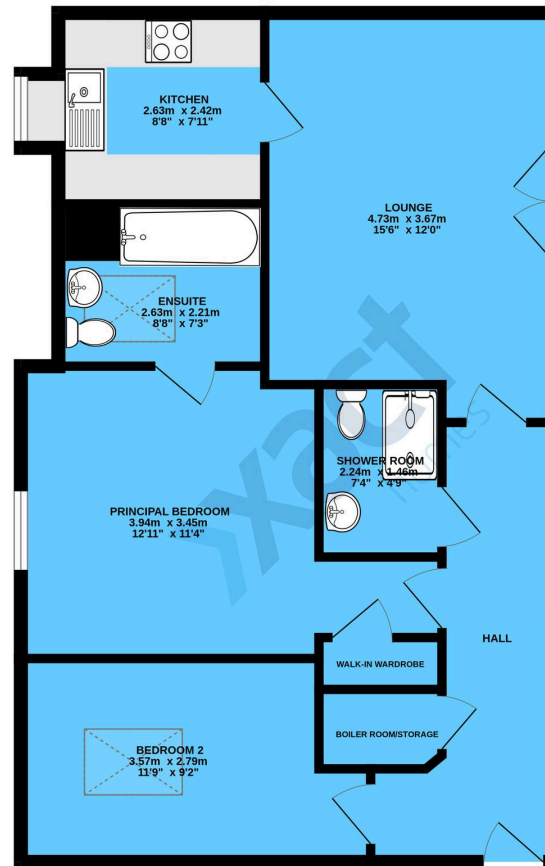 KITCHEN
2.63m x 2.42m
8'8" x 7'11"
LOUNGE
4.73m x 3.67m
15'6" x 12'0"
ENSUITE
2.63m x 2.21m
8'8" x 7'3"
SHOWER ROOM
2.24m x 1.46m
7'4" x 4'9"
PRINCIPAL BEDROOM
3.94m x 3.45m
12'11" x 11'4"
HALL
WALK-IN WARDROBE
BOILER ROOM/STORAGE
BEDROOM 2
3.57m x 2.79m
11'9" x 9'2"
xact
homes